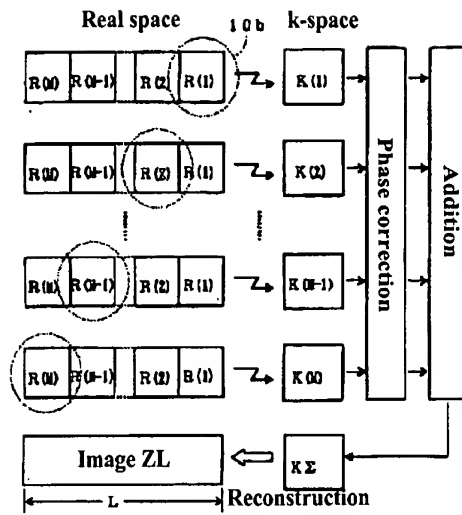 Real space 10b k-space
R(M) R(M-1) R(2) R(1) K(1)
R(M) R(M-1) R(2) R(1) K(2)
R(M) R(M-1) R(2) R(1) K(M-1)
R(M) R(M-1) R(2) R(1) K(M)
Phase correction
Addition
Image ZL KΣ
L Reconstruction